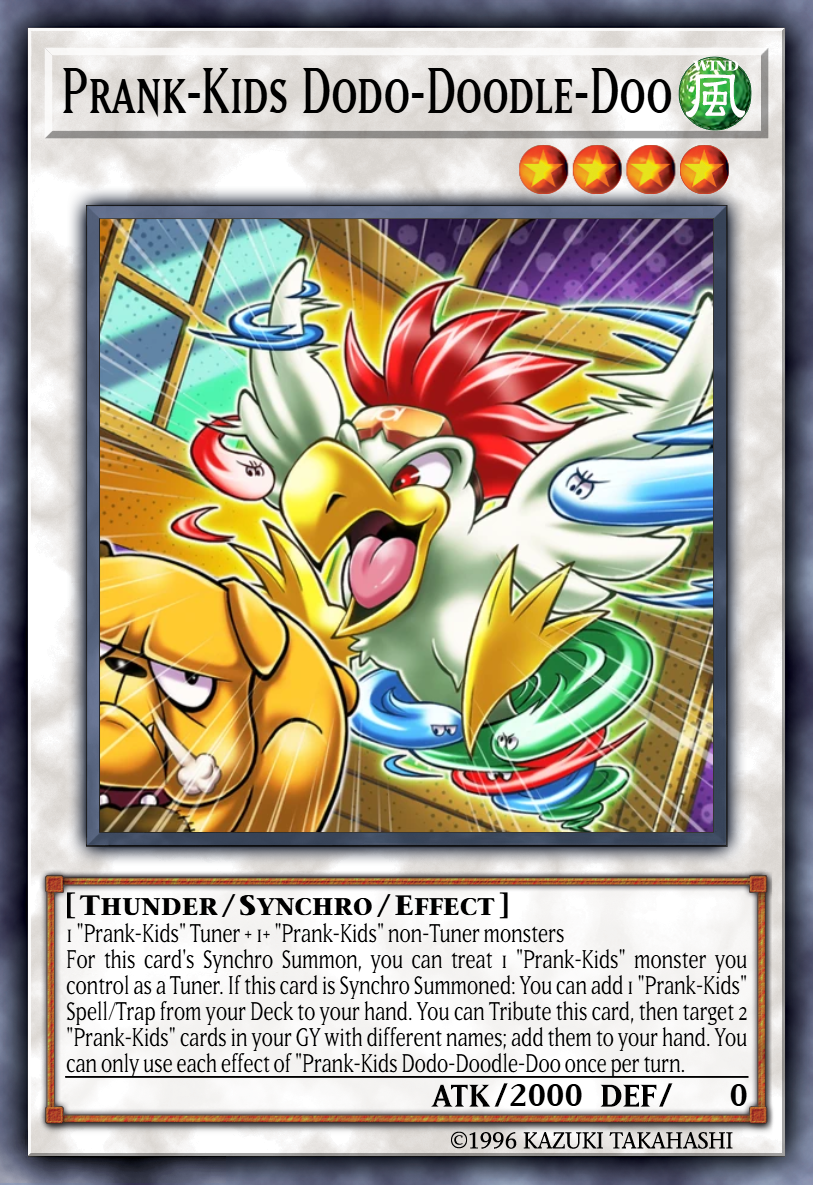 Prank-Kids Dodo-Doodle-Doo
WIND
風
[ Thunder / Synchro / Effect ]
1 "Prank-Kids" Tuner + 1+ "Prank-Kids" non-Tuner monsters
For this card's Synchro Summon, you can treat 1 "Prank-Kids" monster you
control as a Tuner. If this card is Synchro Summoned: You can add 1 "Prank-Kids"
Spell/Trap from your Deck to your hand. You can Tribute this card, then target 2
"Prank-Kids" cards in your GY with different names; add them to your hand. You
can only use each effect of "Prank-Kids Dodo-Doodle-Doo once per turn.
ATK/2000 DEF/ 0
©1996 KAZUKI TAKAHASHI